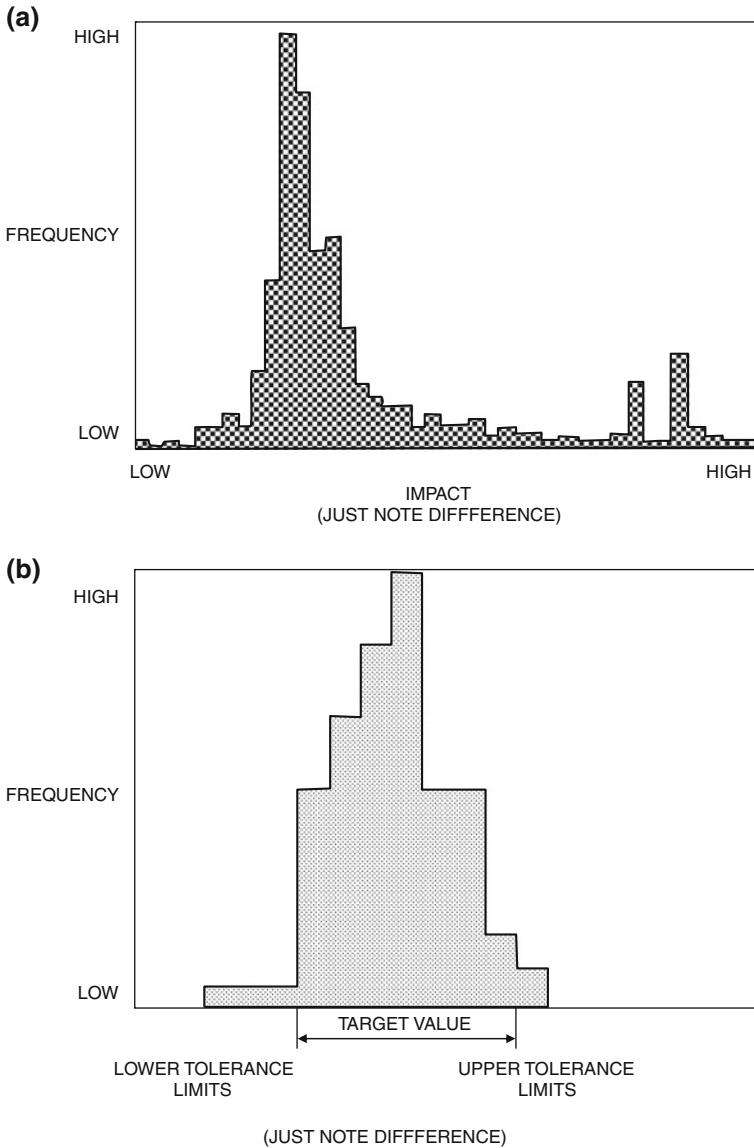 (a)
HIGH
FREQUENCY
LOW
LOW
HIGH
IMPACT
(JUST NOTE DIFFFERENCE)
(b)
HIGH
FREQUENCY
LOW
TARGET VALUE
LOWER TOLERANCE
LIMITS
UPPER TOLERANCE
LIMITS
(JUST NOTE DIFFFERENCE)